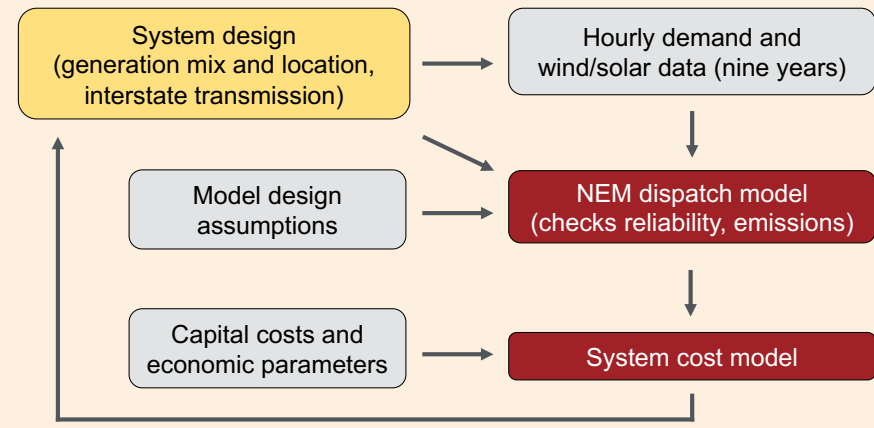 System design
(generation mix and location,
interstate transmission)
Hourly demand and
wind/solar data (nine years)
Model design
assumptions
NEM dispatch model
(checks reliability, emissions)
Capital costs and
economic parameters
System cost model